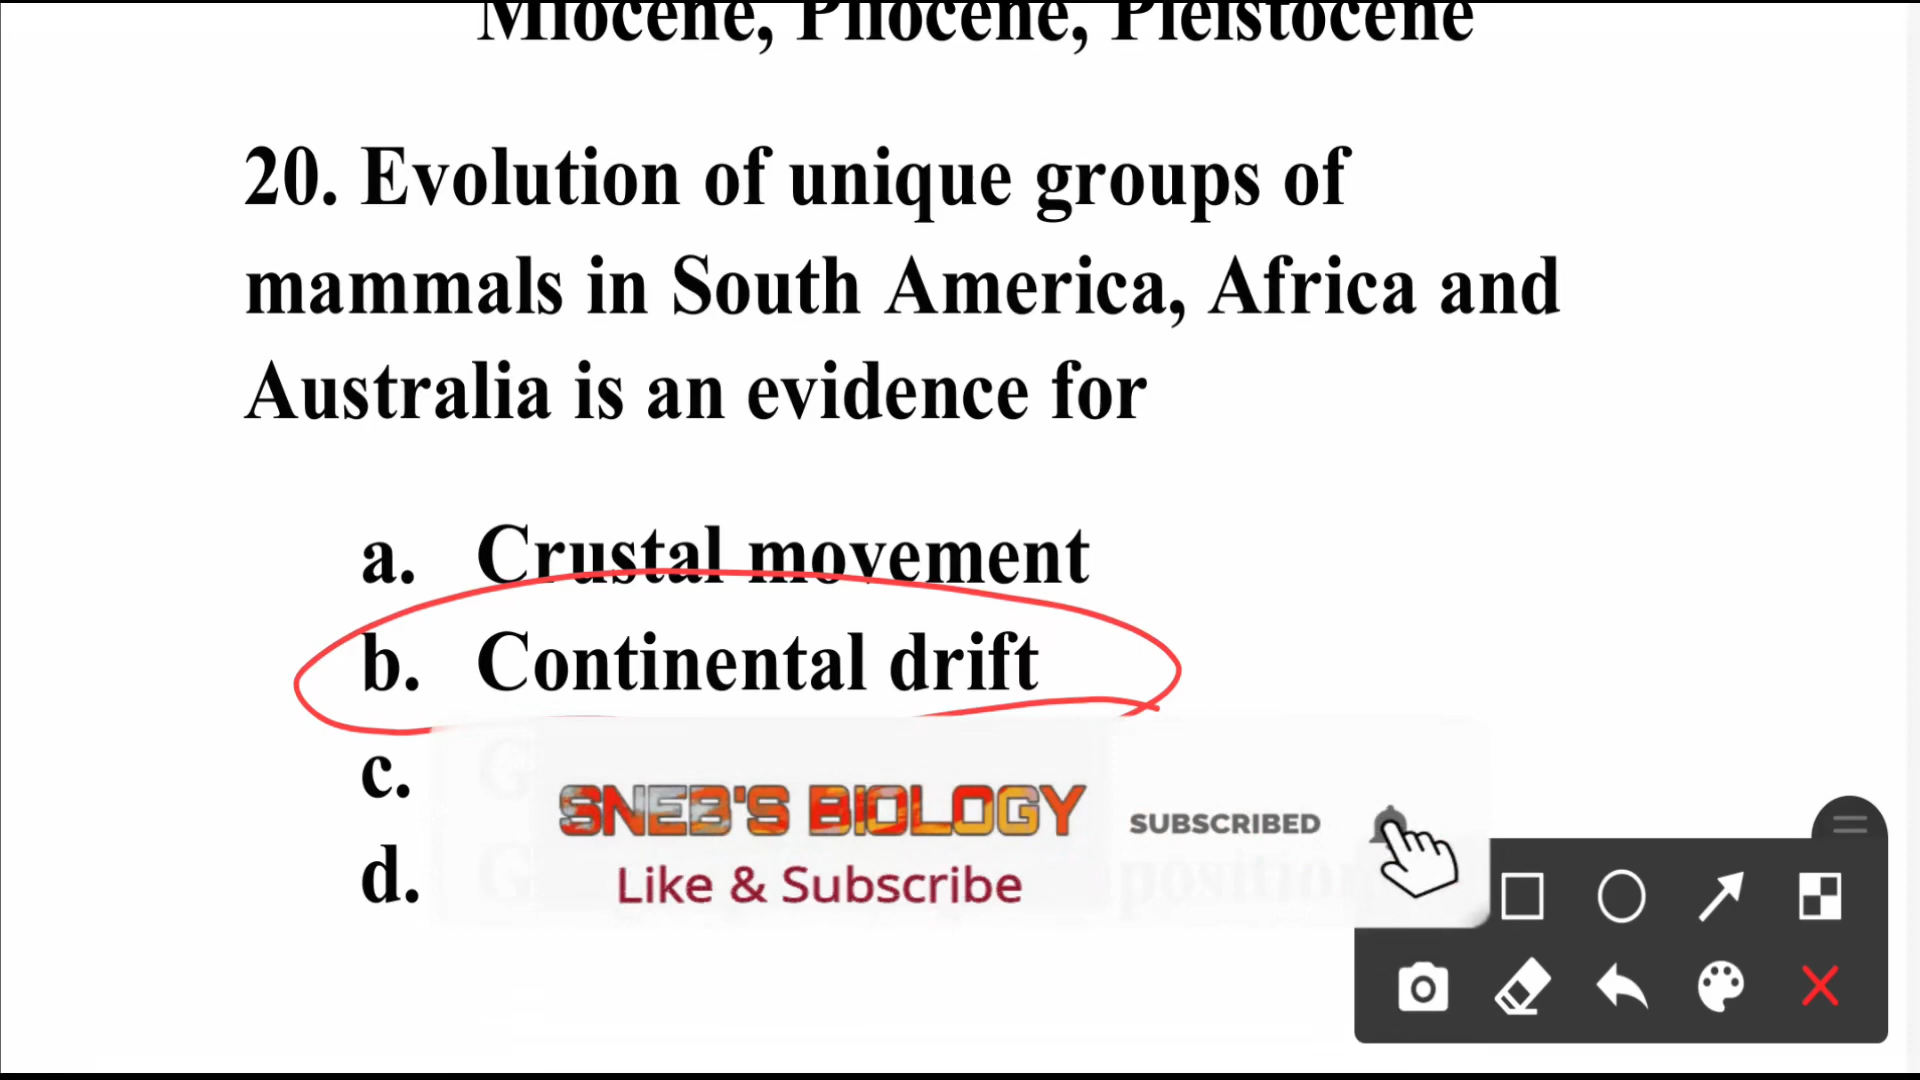 Miocene, Pliocene, Pleistocene
20. Evolution of unique groups of
mammals in South America, Africa and
Australia is an evidence for
a. Crustal movement
b. Continental drift
c.
d.
SNEB'S BIOLOGY
SUBSCRIBED
Like & Subscribe